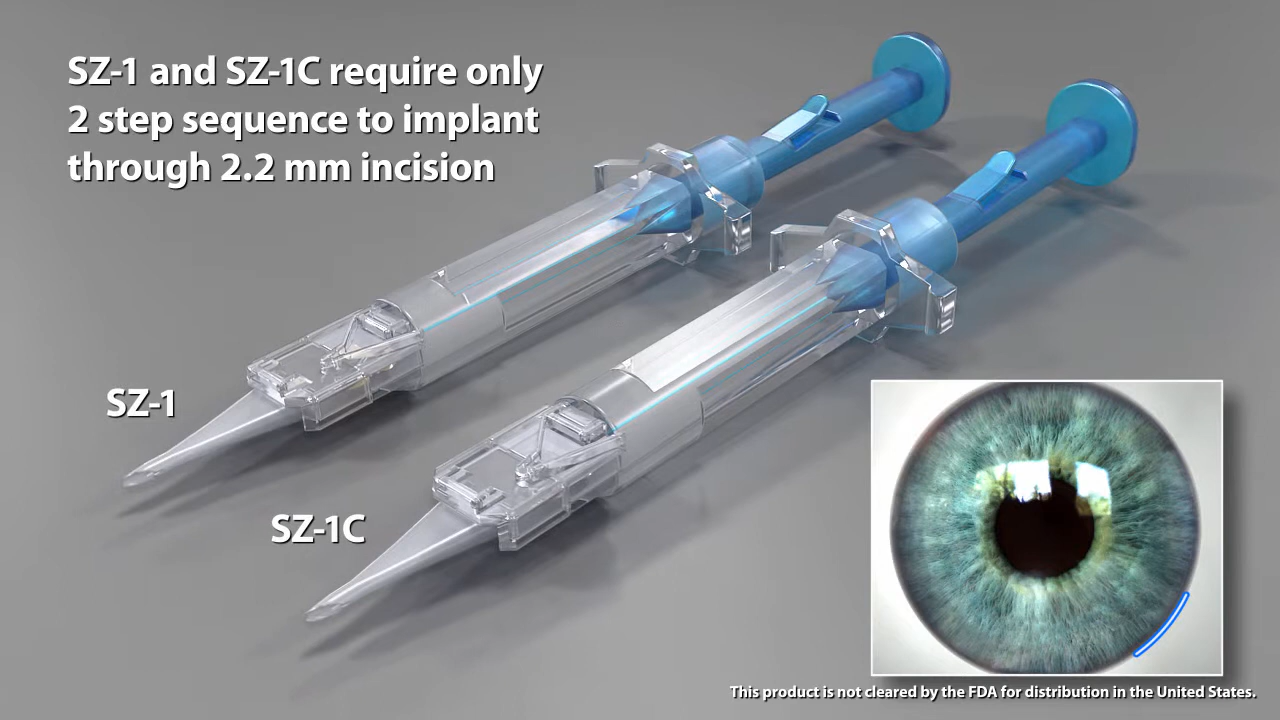 SZ-1 and SZ-1C require only
2 step sequence to implant
through 2.2 mm incision
SZ-1
SZ-1C
This product is not cleared by the FDA for distribution in the United States.